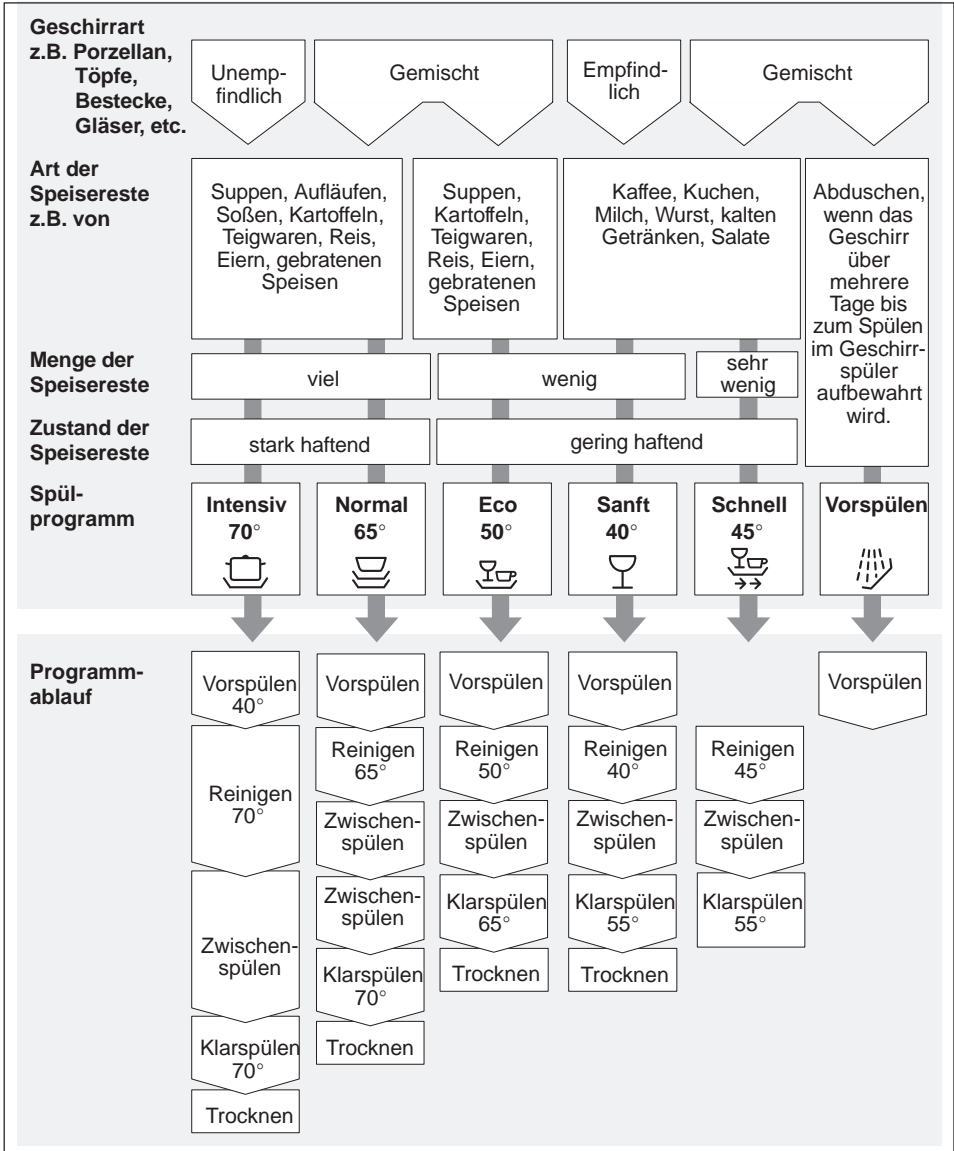 Geschirrart
z.B. Porzellan,
Töpfe,
Bestecke,
Gläser, etc.
Unemp-
findlich
Gemischt
Empfind-
lich
Gemischt
Art der
Speisereste
z.B. von
Suppen, Aufläufen,
Soßen, Kartoffeln,
Teigwaren, Reis,
Eiern, gebratenen
Speisen
Suppen,
Kartoffeln,
Teigwaren,
Reis, Eiern,
gebratenen
Speisen
Kaffee, Kuchen,
Milch, Wurst, kalten
Getränken, Salate
Abduschen,
wenn das
Geschirr
über
mehrere
Tage bis
zum Spülen
im Geschirr-
spüler
aufbewahrt
wird.
Menge der
Speisereste
viel
wenig
sehr
wenig
Zustand der
Speisereste
stark haftend
gering haftend
Spül-
programm
Intensiv
70°
Normal
65°
Eco
50°
Sanft
40°
Schnell
45°
Vorspülen
Programm-
ablauf
Vorspülen
40°
Reinigen
70°
Zwischen-
spülen
Klarspülen
70°
Trocknen
Vorspülen
Reinigen
65°
Zwischen-
spülen
Zwischen-
spülen
Klarspülen
70°
Trocknen
Vorspülen
Reinigen
50°
Zwischen-
spülen
Klarspülen
65°
Trocknen
Vorspülen
Reinigen
40°
Zwischen-
spülen
Klarspülen
55°
Trocknen
Reinigen
45°
Zwischen-
spülen
Klarspülen
55°
Vorspülen